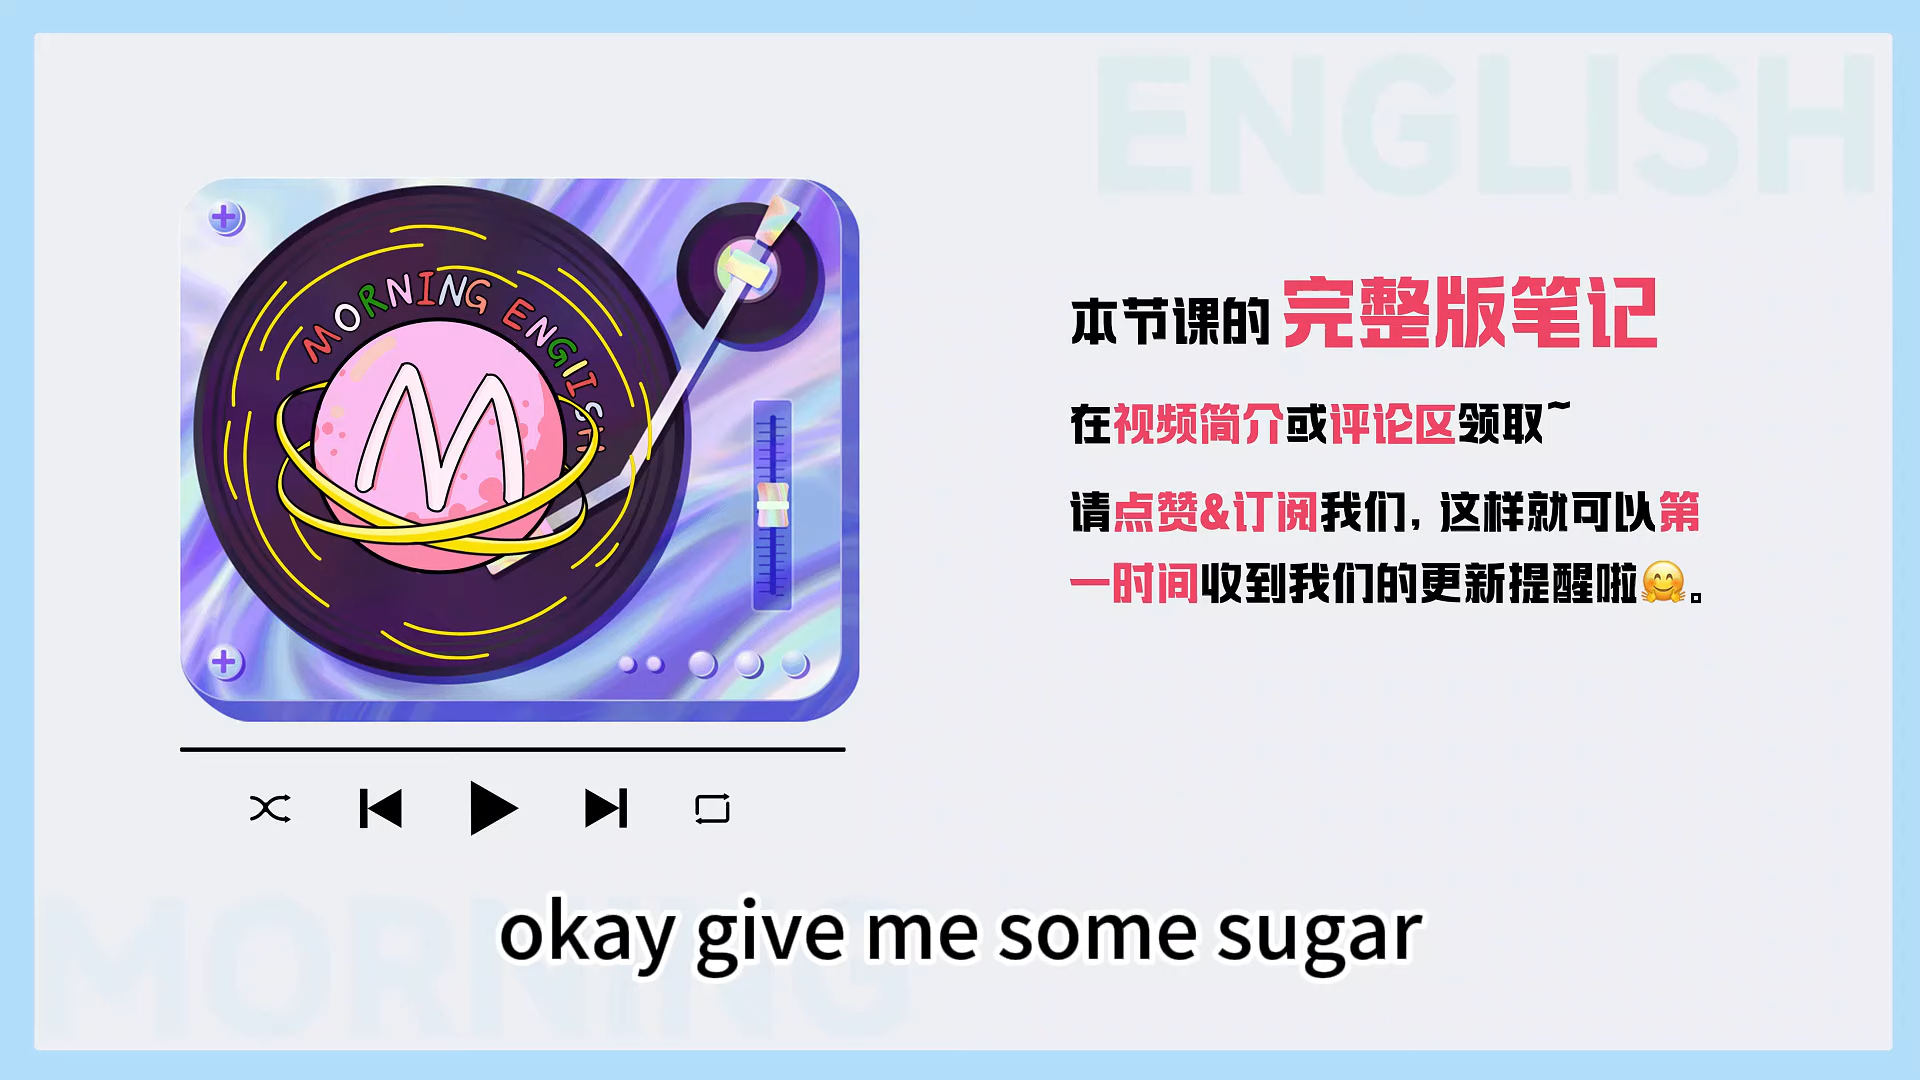 ENGLISH
MORNING ENGLISH
M
本节课的完整版笔记
在视频简介或评论区领取~
请点赞&订阅我们，这样就可以第
一时间收到我们的更新提醒啦🤗。
MORNING
okay give me some sugar